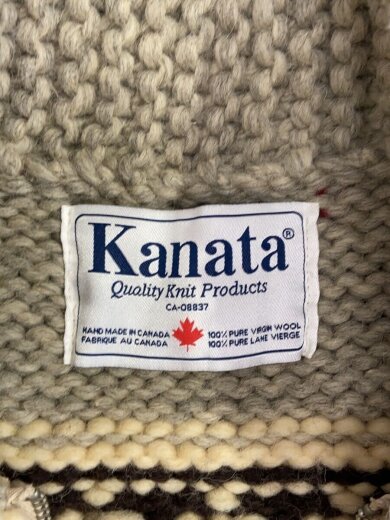 Kanata®
Quality Knit Products
CA-08837
HAND MADE IN CANADA 100% PURE VIRGIN WOOL
FABRIQUE AU CANADA 100% PURE LAINE VIERGE